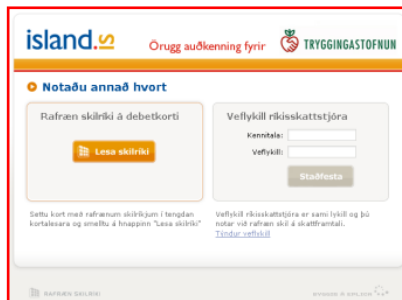 island.is
Örugg auðkenning fyrir
TRYGGINGASTOFNUN
Notaðu annað hvort
Rafræn skilríki á debetkorti
Lesa skilríki
Veflykill ríkisskattstjóra
Kennitala:
Veflykill:
Staðfesta
Settu kort með rafrænum skilríkjum í tengdan
kortalesara og smelltu á hnappinn "Lesa skilríki"
Veflykill ríkisskattstjóra er sami lykill og þú
notar við rafræn skil á skattframtali.
Týndur veflykill
RAFRÆN SKILRÍKI